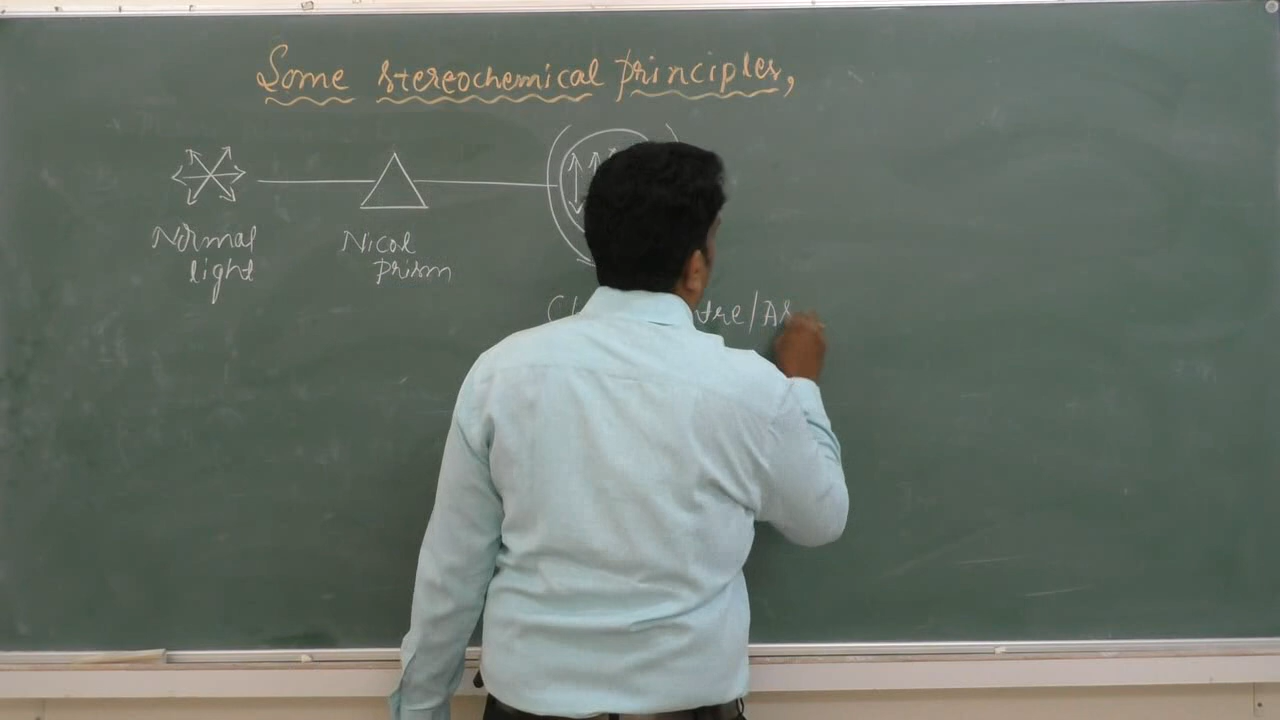 Some stereochemical principles,
Normal
light
Nicol
prism